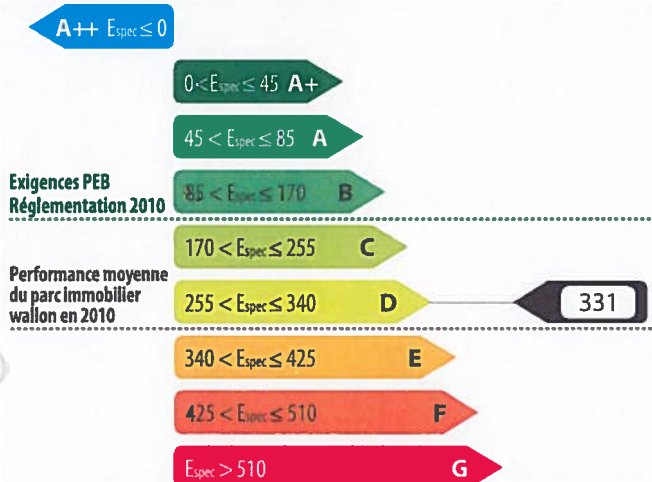 A++ Espec ≤ 0
0 < Espec ≤ 45 A+
45 < Espec ≤ 85 A
Exigences PEB
Réglementation 2010
85 < Espec ≤ 170 B
170 < Espec ≤ 255 C
Performance moyenne
du parc immobilier
wallon en 2010
255 < Espec ≤ 340 D
331
340 < Espec ≤ 425 E
425 < Espec ≤ 510 F
Espec > 510 G